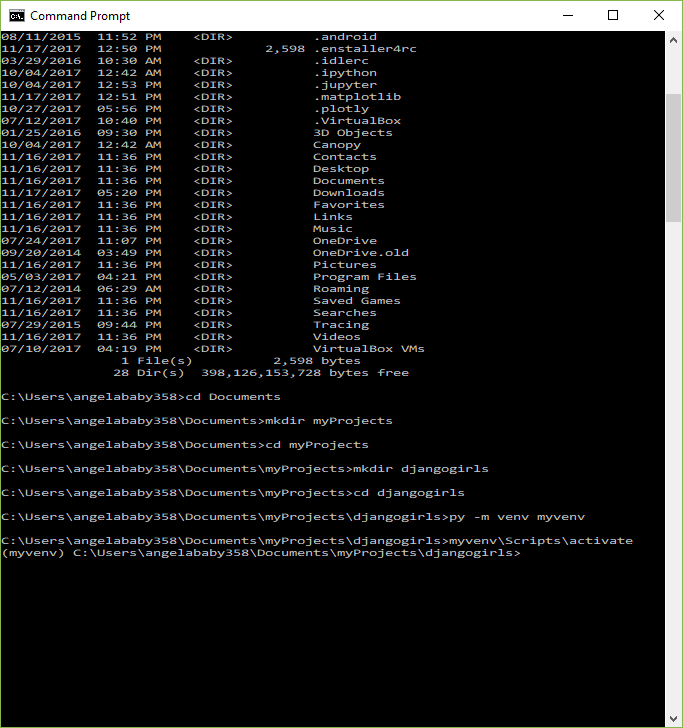 Command Prompt
08/11/2015  11:52 PM    <DIR>          .android
11/17/2017  12:50 PM             2,598 .enstaller4rc
03/29/2016  10:30 AM    <DIR>          .idlerc
10/04/2017  12:42 AM    <DIR>          .ipython
10/04/2017  12:53 PM    <DIR>          .jupyter
11/17/2017  12:51 PM    <DIR>          .matplotlib
10/27/2017  05:56 PM    <DIR>          .plotly
07/12/2017  10:40 PM    <DIR>          .VirtualBox
01/25/2016  09:30 PM    <DIR>          3D Objects
10/04/2017  12:42 AM    <DIR>          Canopy
11/16/2017  11:36 PM    <DIR>          Contacts
11/16/2017  11:36 PM    <DIR>          Desktop
11/16/2017  11:36 PM    <DIR>          Documents
11/17/2017  05:20 PM    <DIR>          Downloads
11/16/2017  11:36 PM    <DIR>          Favorites
11/16/2017  11:36 PM    <DIR>          Links
11/16/2017  11:36 PM    <DIR>          Music
07/24/2017  11:07 PM    <DIR>          OneDrive
09/20/2014  03:49 PM    <DIR>          OneDrive.old
11/16/2017  11:36 PM    <DIR>          Pictures
05/03/2017  04:21 PM    <DIR>          Program Files
07/12/2014  06:29 AM    <DIR>          Roaming
11/16/2017  11:36 PM    <DIR>          Saved Games
11/16/2017  11:36 PM    <DIR>          Searches
07/29/2015  09:44 PM    <DIR>          Tracing
11/16/2017  11:36 PM    <DIR>          Videos
07/10/2017  04:19 PM    <DIR>          VirtualBox VMs
               1 File(s)          2,598 bytes
              28 Dir(s)  398,126,153,728 bytes free
C:\Users\angelababy358>cd Documents
C:\Users\angelababy358\Documents>mkdir myProjects
C:\Users\angelababy358\Documents>cd myProjects
C:\Users\angelababy358\Documents\myProjects>mkdir djangogirls
C:\Users\angelababy358\Documents\myProjects>cd djangogirls
C:\Users\angelababy358\Documents\myProjects\djangogirls>py -m venv myvenv
C:\Users\angelababy358\Documents\myProjects\djangogirls>myvenv\Scripts\activate
(myvenv) C:\Users\angelababy358\Documents\myProjects\djangogirls>